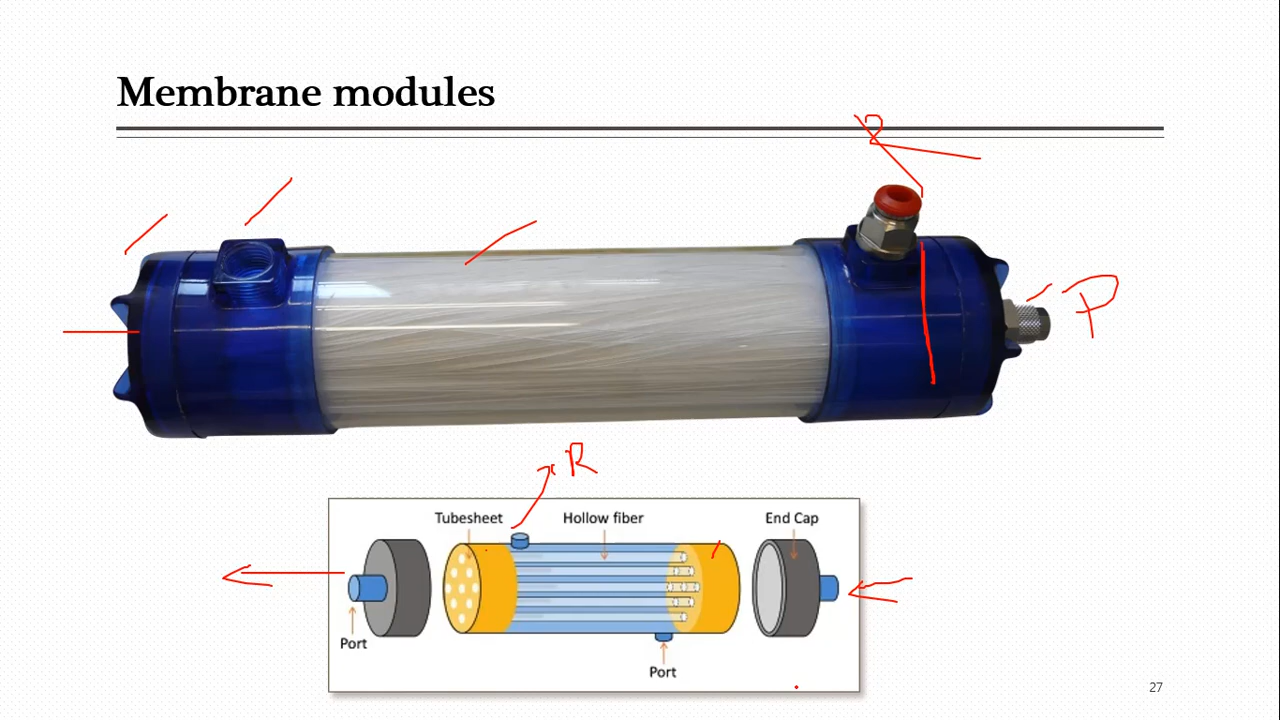 Membrane modules
R
P
R
Tubesheet
Hollow fiber
End Cap
Port
Port
27